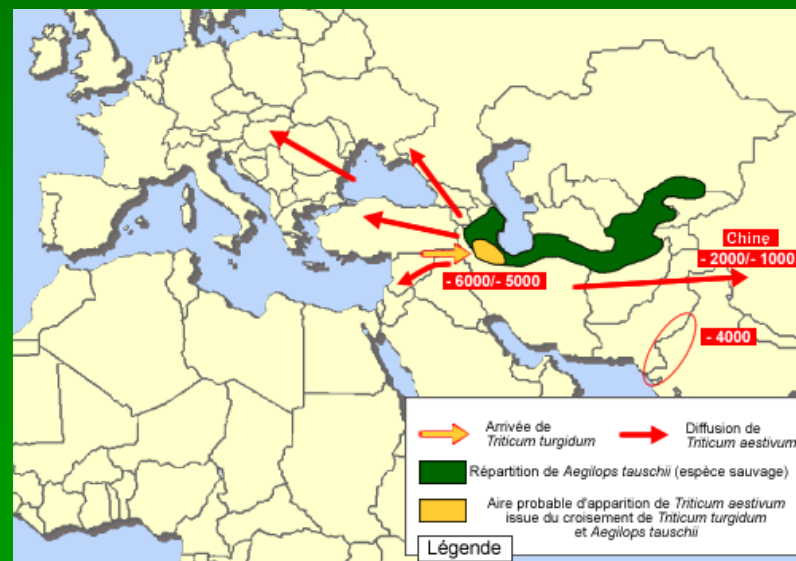 Chine
- 2000/- 1000
- 6000/- 5000
- 4000
Arrivée de
Triticum turgidum
Diffusion de
Triticum aestivum
Répartition de Aegilops tauschii (espèce sauvage)
Aire probable d'apparition de Triticum aestivum
issue du croisement de Triticum turgidum
et Aegilops tauschii
Légende